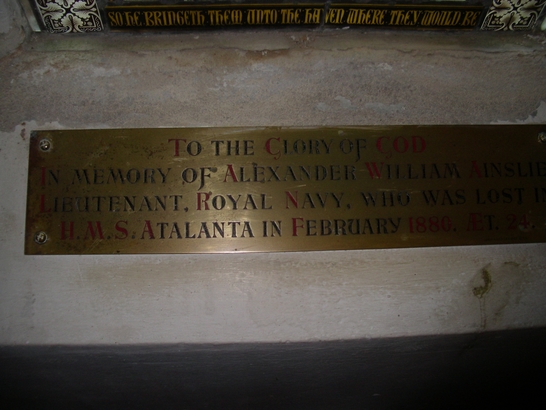 SO HE BRINGETH THEM UNTO THE HAVEN WHERE THEY WOULD BE
TO THE GLORY OF GOD
IN MEMORY OF ALEXANDER WILLIAM AINSLIE
LIEUTENANT, ROYAL NAVY, WHO WAS LOST IN
H.M.S. ATALANTA IN FEBRUARY 1880. ÆT. 24.